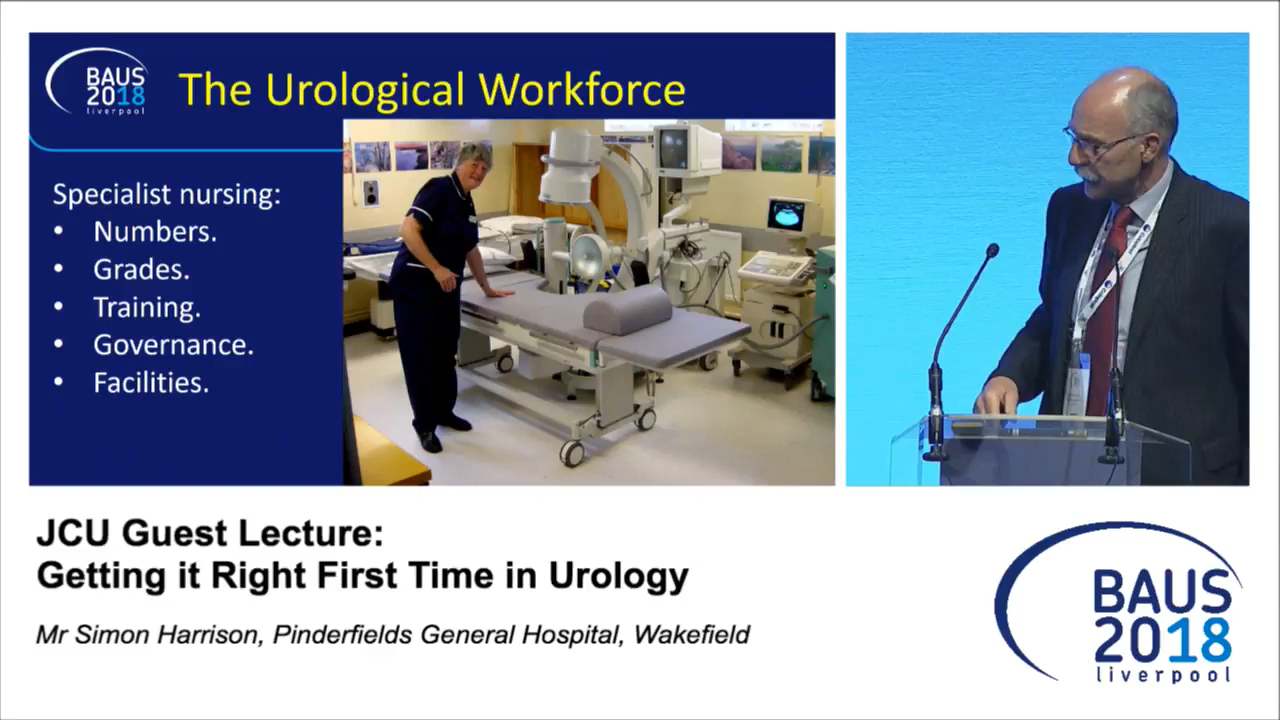 BAUS
2018
liverpool
The Urological Workforce
Specialist nursing:
• Numbers.
• Grades.
• Training.
• Governance.
• Facilities.
JCU Guest Lecture:
Getting it Right First Time in Urology
Mr Simon Harrison, Pinderfields General Hospital, Wakefield
BAUS
2018
liverpool